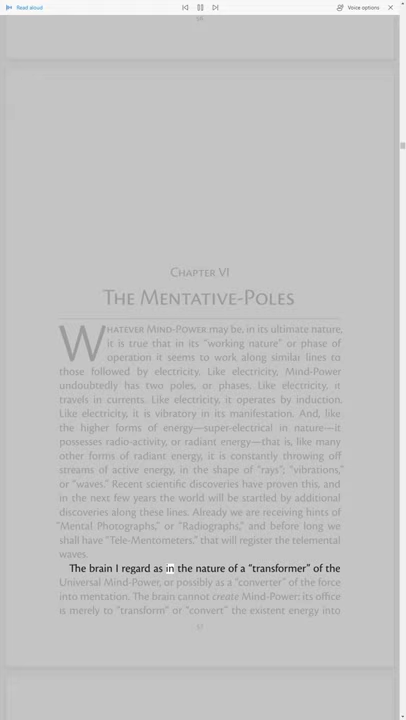 Read aloud
Voice options
56
CHAPTER VI
THE MENTATIVE-POLES
WHATEVER MIND-POWER may be, in its ultimate nature,
it is true that in its "working nature" or phase of
operation it seems to work along similar lines to
those followed by electricity. Like electricity, Mind-Power
undoubtedly has two poles, or phases. Like electricity, it
travels in currents. Like electricity, it operates by induction.
Like electricity, it is vibratory in its manifestation. And, like
the higher forms of energy—super-electrical in nature—it
possesses radio-activity, or radiant energy—that is, like many
other forms of radiant energy, it is constantly throwing off
streams of active energy, in the shape of "rays"; "vibrations,"
or "waves." Recent scientific discoveries have proven this, and
in the next few years the world will be startled by additional
discoveries along these lines. Already we are receiving hints of
"Mental Photographs," or "Radiographs," and before long we
shall have "Tele-Mentometers," that will register the telemental
waves.
The brain I regard as in the nature of a "transformer" of the
Universal Mind-Power, or possibly as a "converter" of the force
into mentation. The brain cannot create Mind-Power: its office
is merely to "transform" or "convert" the existent energy into
57